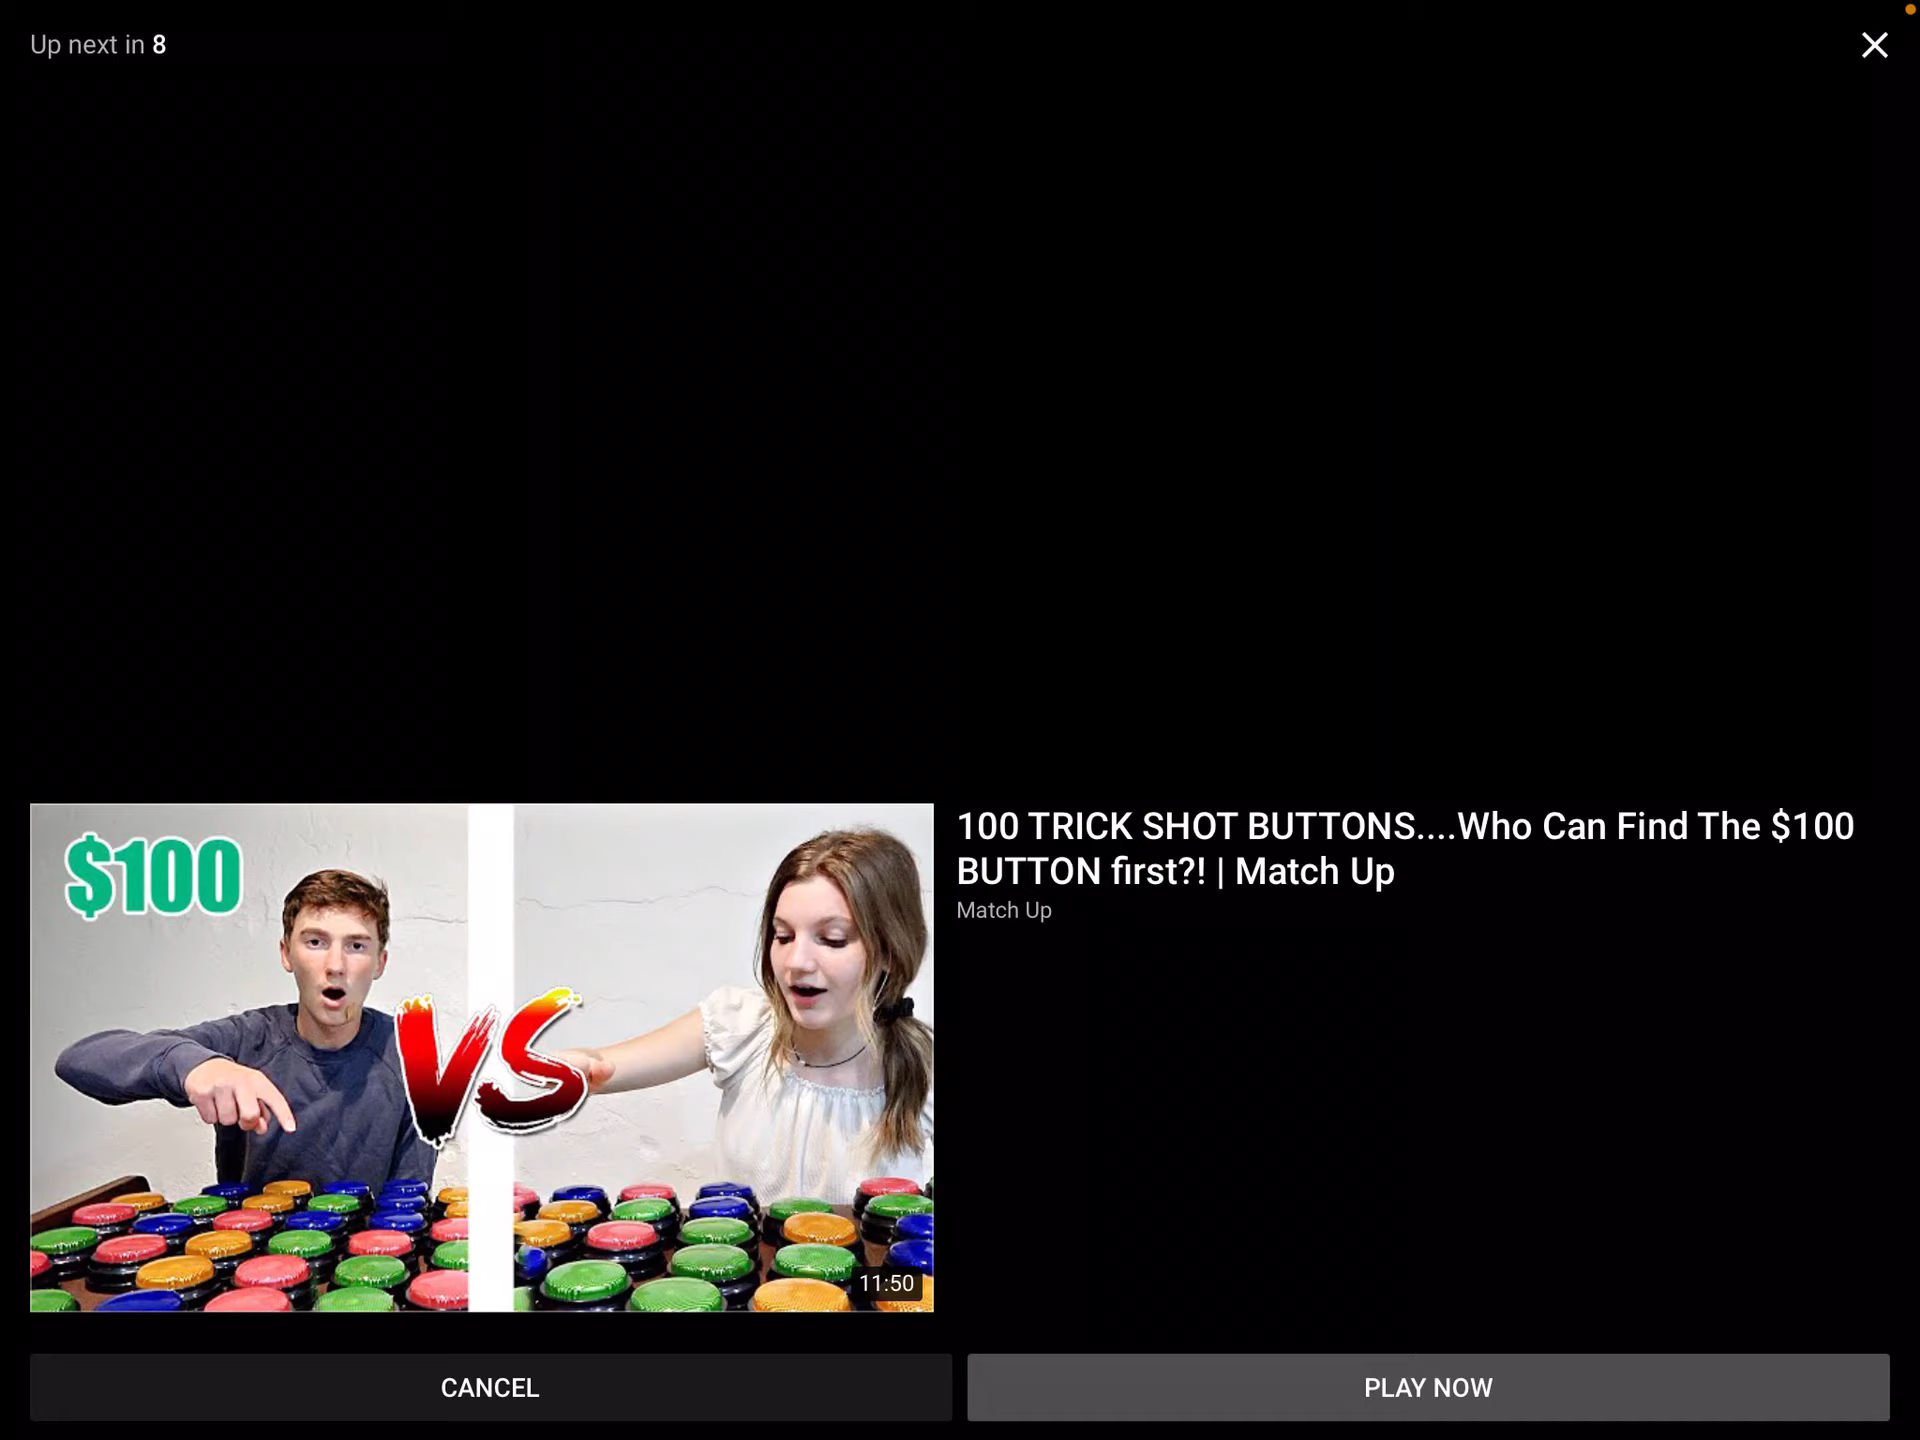 Up next in 8
$100
VS
11:50
100 TRICK SHOT BUTTONS....Who Can Find The $100
BUTTON first?! | Match Up
Match Up
CANCEL
PLAY NOW